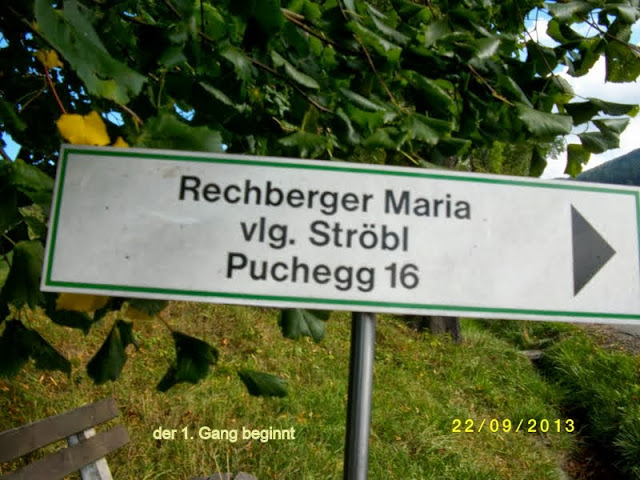 Rechberger Maria
vlg. Ströbl
Puchegg 16
der 1. Gang beginnt
22/09/2013